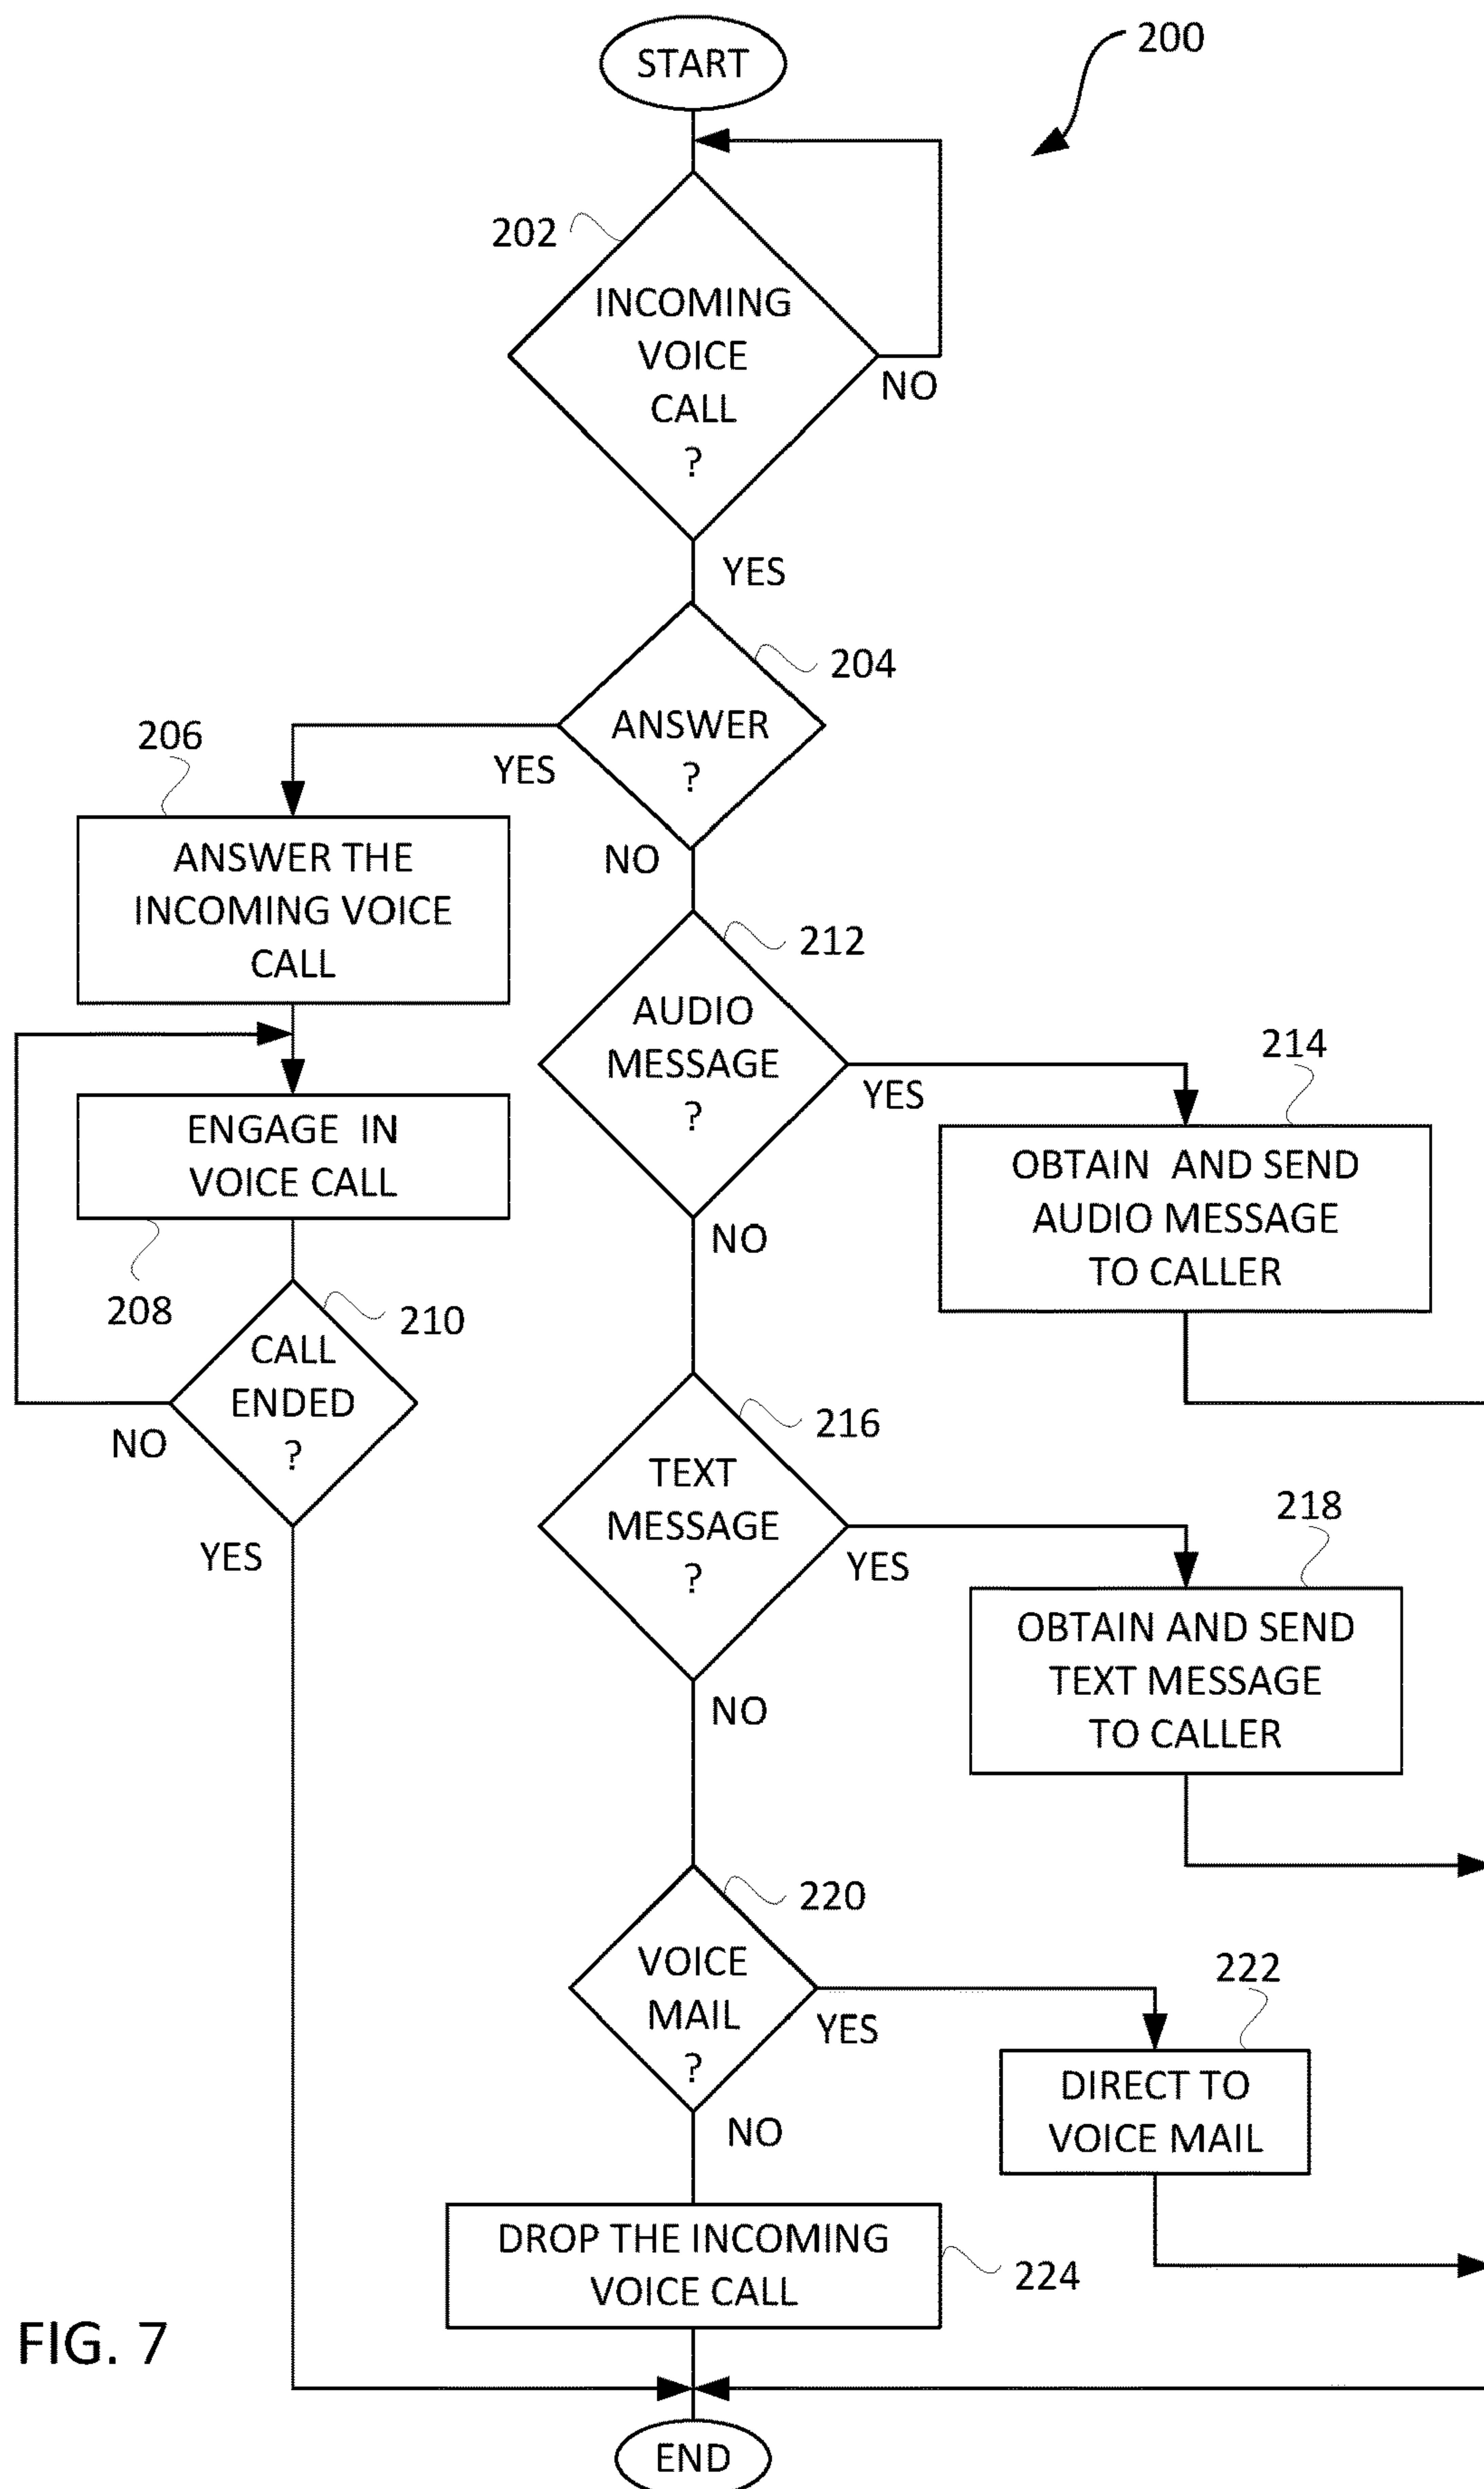 START
200
202
INCOMING
VOICE
CALL
?
NO
YES
204
ANSWER
?
YES
NO
206
ANSWER THE
INCOMING VOICE
CALL
212
AUDIO
MESSAGE
?
YES
NO
214
OBTAIN AND SEND
AUDIO MESSAGE
TO CALLER
ENGAGE IN
VOICE CALL
208
210
CALL
ENDED
?
NO
YES
216
TEXT
MESSAGE
?
YES
NO
218
OBTAIN AND SEND
TEXT MESSAGE
TO CALLER
220
VOICE
MAIL
?
YES
NO
222
DIRECT TO
VOICE MAIL
DROP THE INCOMING
VOICE CALL
224
FIG. 7
END